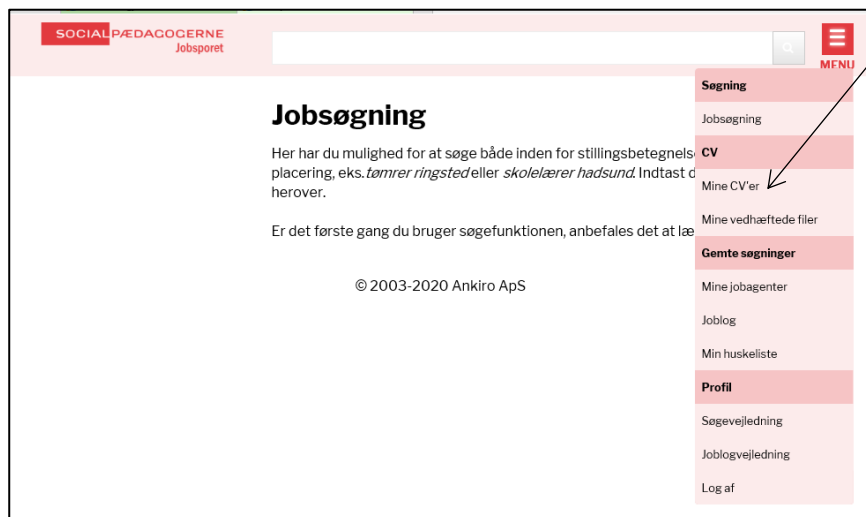 SOCIALPÆDAGOGERNE
Jobsporet
MENU
Jobsøgning
Her har du mulighed for at søge både inden for stillingsbetegnels
placering, eks. tømrer ringsted eller skolelærer hadsund. Indtast d
herover.
Er det første gang du bruger søgefunktionen, anbefales det at læ
© 2003-2020 Ankiro ApS
Søgning
Jobsøgning
CV
Mine CV'er
Mine vedhæftede filer
Gemte søgninger
Mine jobagenter
Joblog
Min huskeliste
Profil
Søgevejledning
Joblogvejledning
Log af